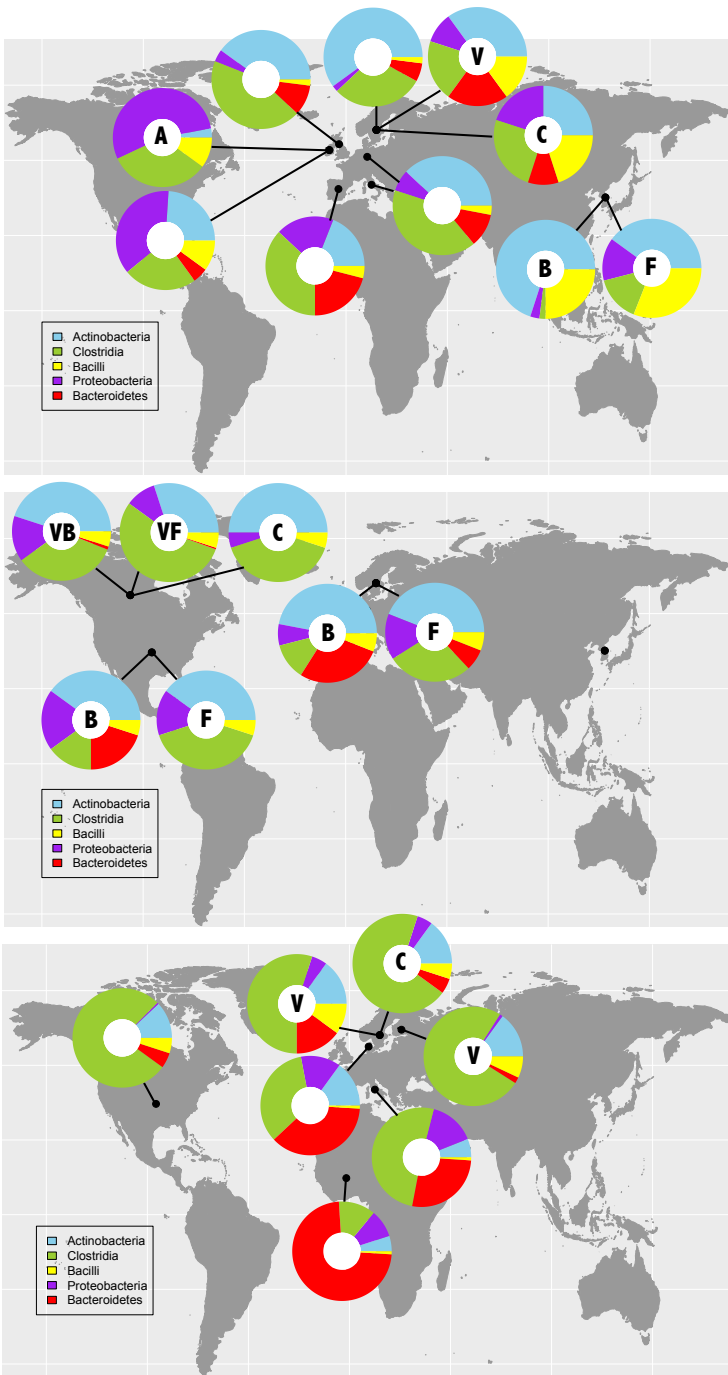 V
A
C
B
F
Actinobacteria
Clostridia
Bacilli
Proteobacteria
Bacteroidetes
VB
VF
C
B
F
B
F
Actinobacteria
Clostridia
Bacilli
Proteobacteria
Bacteroidetes
C
V
V
Actinobacteria
Clostridia
Bacilli
Proteobacteria
Bacteroidetes